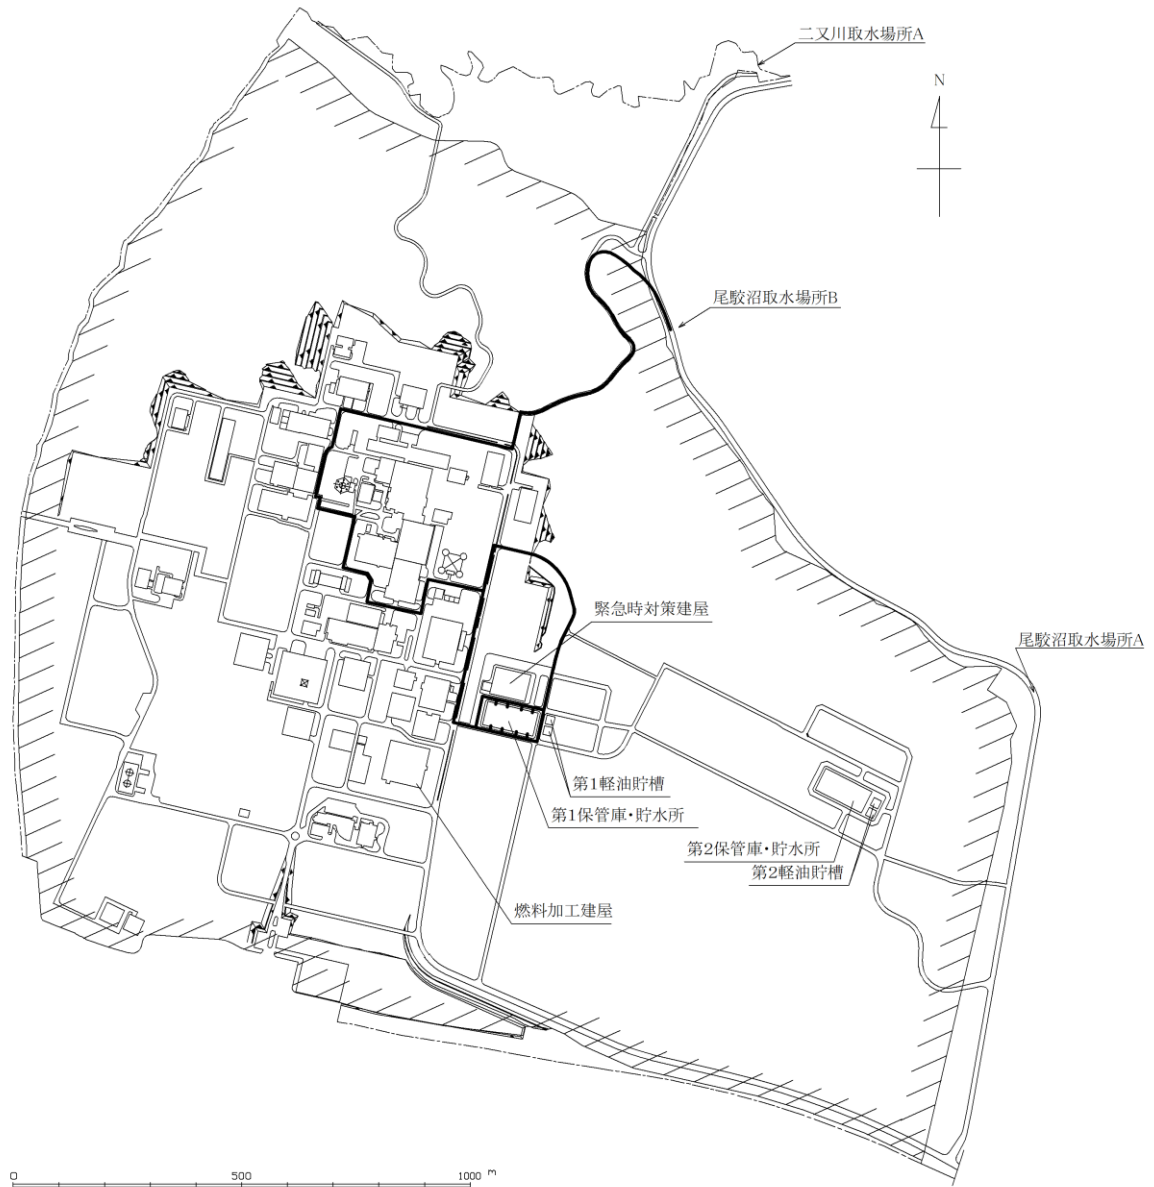 二又川取水場所A
N
尾駮沼取水場所B
緊急時対策建屋
尾駮沼取水場所A
第1軽油貯槽
第1保管庫・貯水所
第2保管庫・貯水所
第2軽油貯槽
燃料加工建屋
0 500 1000 m